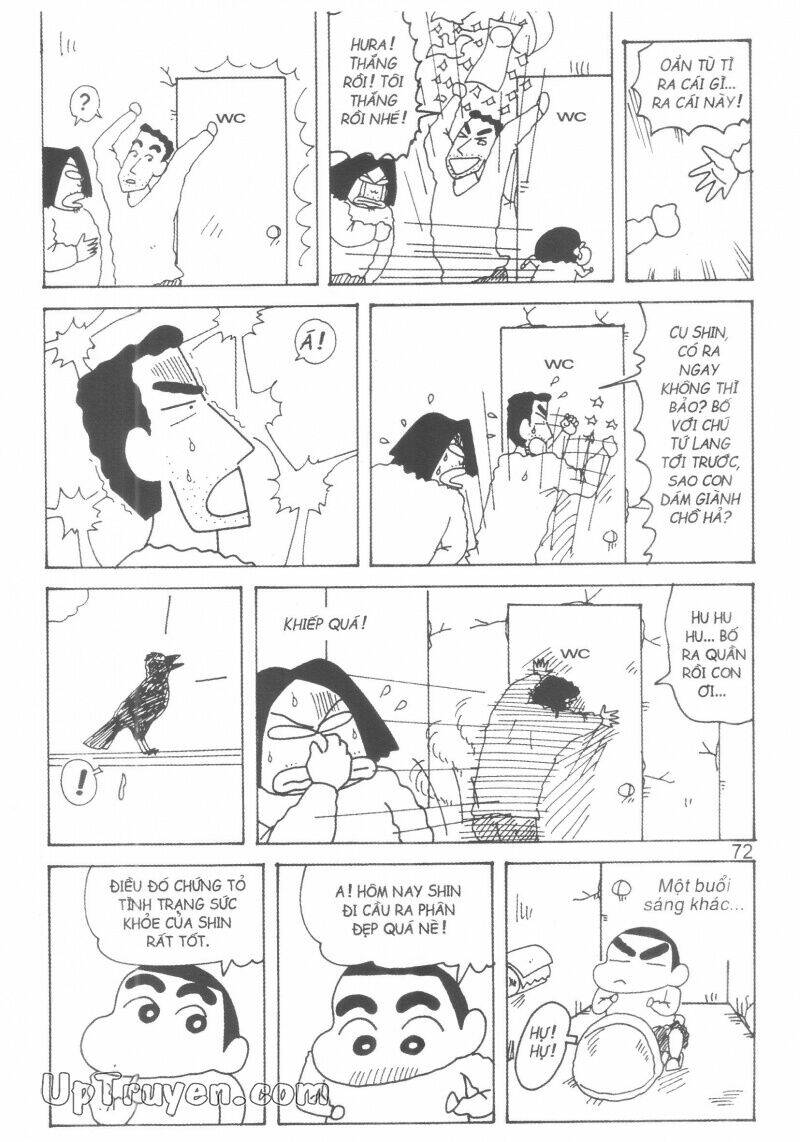 OẲN TÙ TÌ
RA CÁI GÌ...
RA CÁI NÀY!
HURA!
THẮNG
RỒI! TÔI
THẮNG
RỒI NHÉ!
WC
?
WC
CU SHIN,
CÓ RA
NGAY
KHÔNG THÌ
BẢO? BỐ
VỚI CHÚ
TỨ LANG
TỚI TRƯỚC,
SAO CON
DÁM GIÀNH
CHỖ HẢ?
WC
Á!
HU HU
HU... BỐ
RA QUẦN
RỒI CON
ƠI...
WC
KHIẾP QUÁ!
!
72
Một buổi
sáng khác...
HỰ!
HỰ!
A! HÔM NAY SHIN
ĐI CẦU RA PHÂN
ĐẸP QUÁ NÈ!
ĐIỀU ĐÓ CHỨNG TỎ
TÌNH TRẠNG SỨC
KHỎE CỦA SHIN
RẤT TỐT.
UpTruyen.com